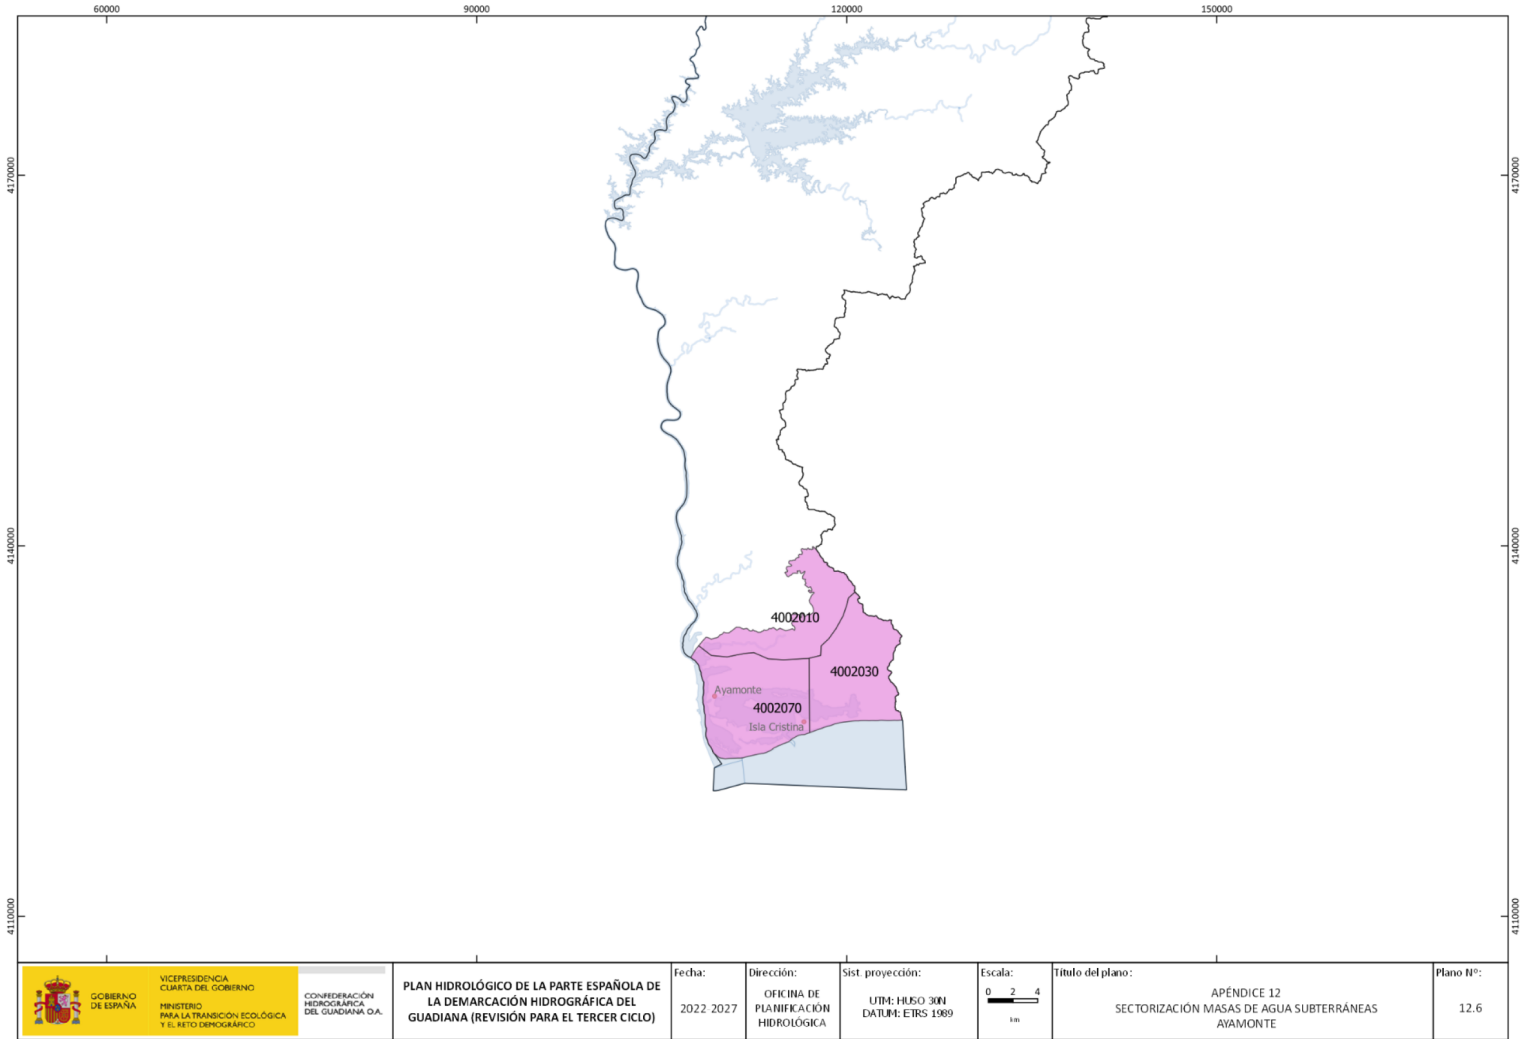 60000
90000
120000
150000
4170000
4170000
4140000
4140000
4002010
4002030
Ayamonte
4002070
Isla Cristina
4110000
4110000
GOBIERNO
DE ESPAÑA
VICEPRESIDENCIA
CUARTA DEL GOBIERNO
MINISTERIO
PARA LA TRANSICIÓN ECOLÓGICA
Y EL RETO DEMOGRÁFICO
CONFEDERACIÓN
HIDROGRÁFICA
DEL GUADIANA O.A.
PLAN HIDROLÓGICO DE LA PARTE ESPAÑOLA DE
LA DEMARCACIÓN HIDROGRÁFICA DEL
GUADIANA (REVISIÓN PARA EL TERCER CICLO)
Fecha:
2022-2027
Dirección:
OFICINA DE
PLANIFICACIÓN
HIDROLÓGICA
Sist. proyección:
UTM: HUSO 30N
DATUM: ETRS 1989
Escala:
0 2 4
km
Título del plano:
APÉNDICE 12
SECTORIZACIÓN MASAS DE AGUA SUBTERRÁNEAS
AYAMONTE
Plano Nº:
12.6